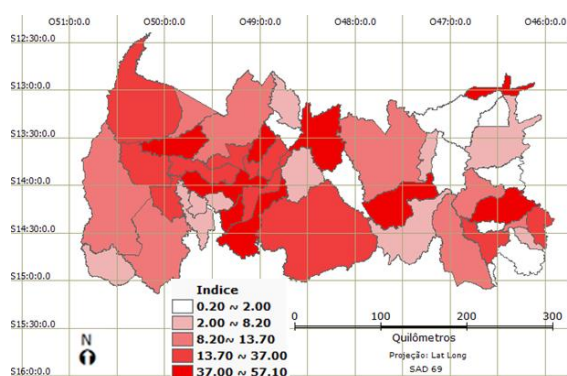 O51:0:0.0 O50:0:0.0 O49:0:0.0 O48:0:0.0 O47:0:0.0 O46:0:0.0
S12:30:0.0
S13:0:0.0
S13:30:0.0
S14:0:0.0
S14:30:0.0
S15:0:0.0
S15:30:0.0
S16:0:0.0
N
Indice
0.20 ~ 2.00
2.00 ~ 8.20
8.20~ 13.70
13.70 ~ 37.00
37.00 ~ 57.10
0 100 200 300
Quilômetros
Projeção: Lat Long
SAD 69